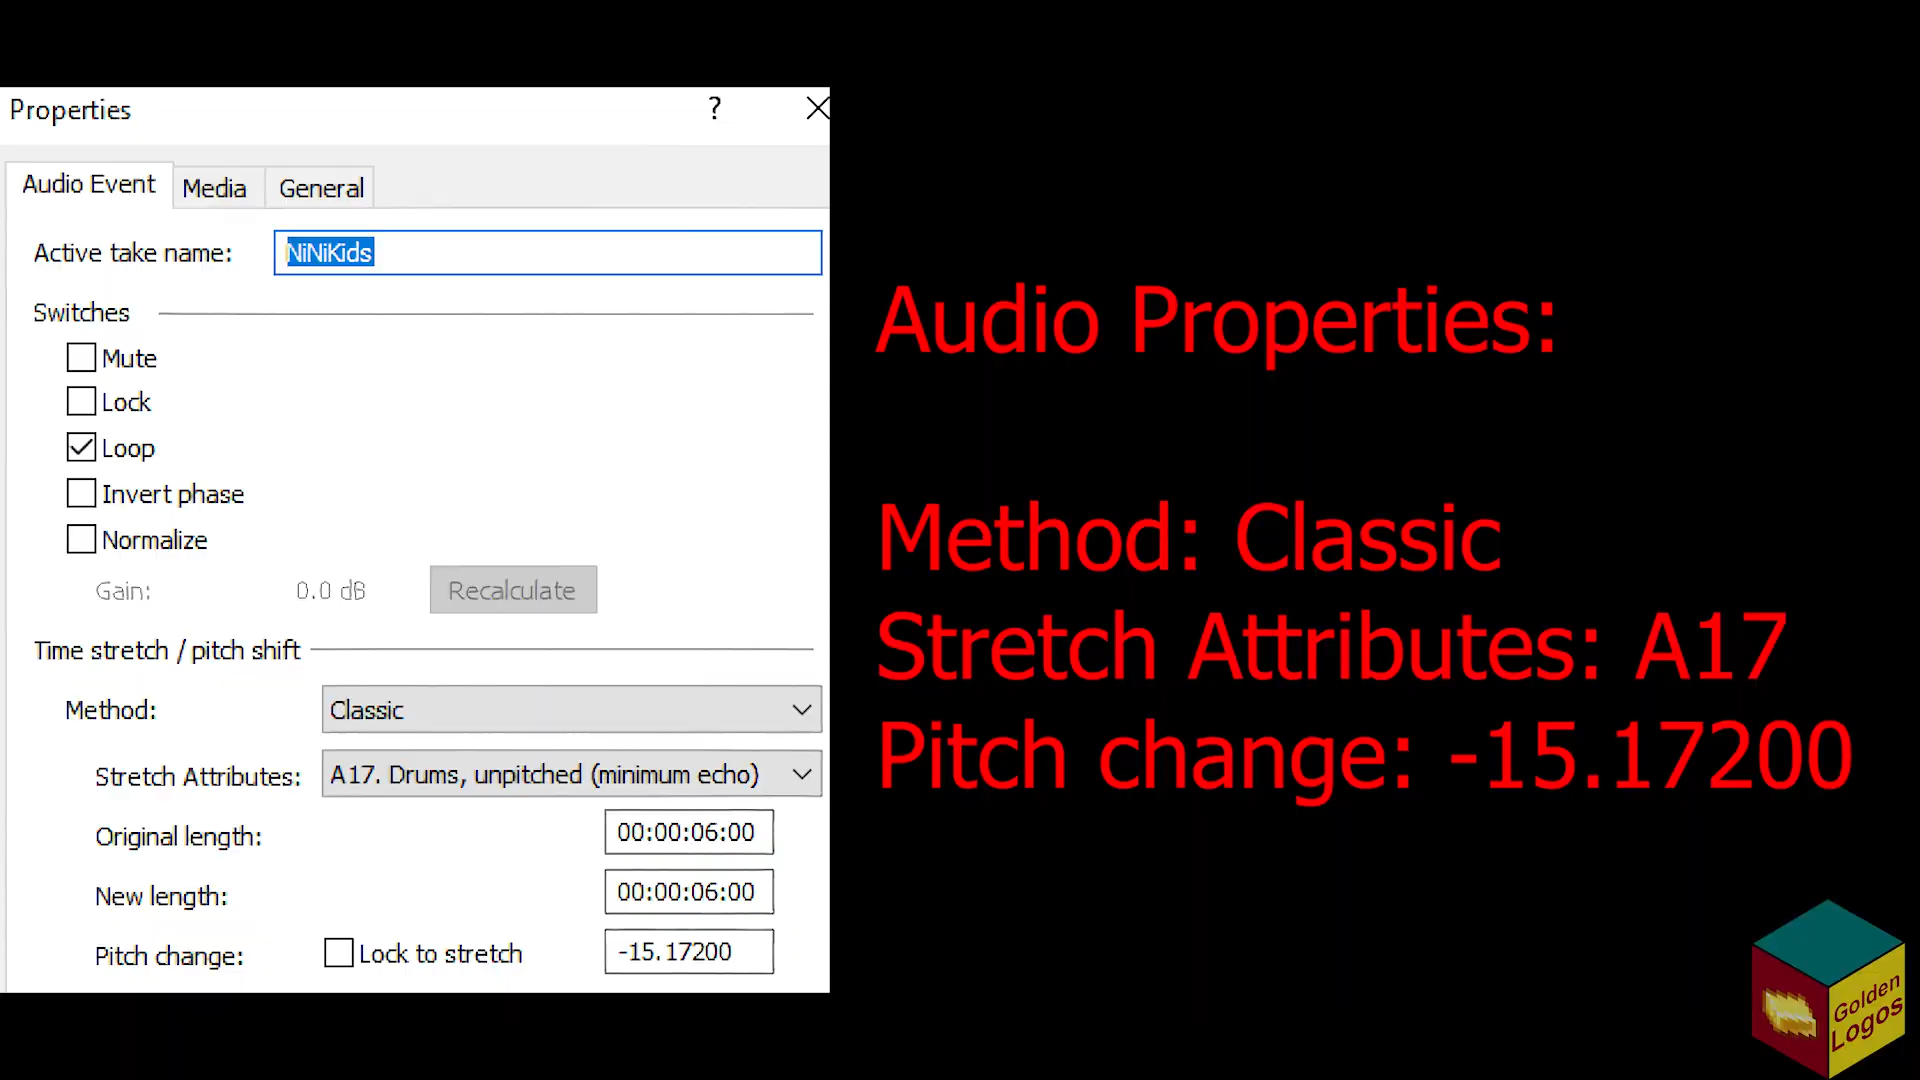 Properties
?
Audio Event
Media
General
Active take name: NiNiKids
Switches
Mute
Lock
Loop
Invert phase
Normalize
Gain: 0.0 dB Recalculate
Time stretch / pitch shift
Method: Classic
Stretch Attributes: A17. Drums, unpitched (minimum echo)
Original length: 00:00:06:00
New length: 00:00:06:00
Pitch change: Lock to stretch -15.17200
Audio Properties:
Method: Classic
Stretch Attributes: A17
Pitch change: -15.17200
Golden
Logos